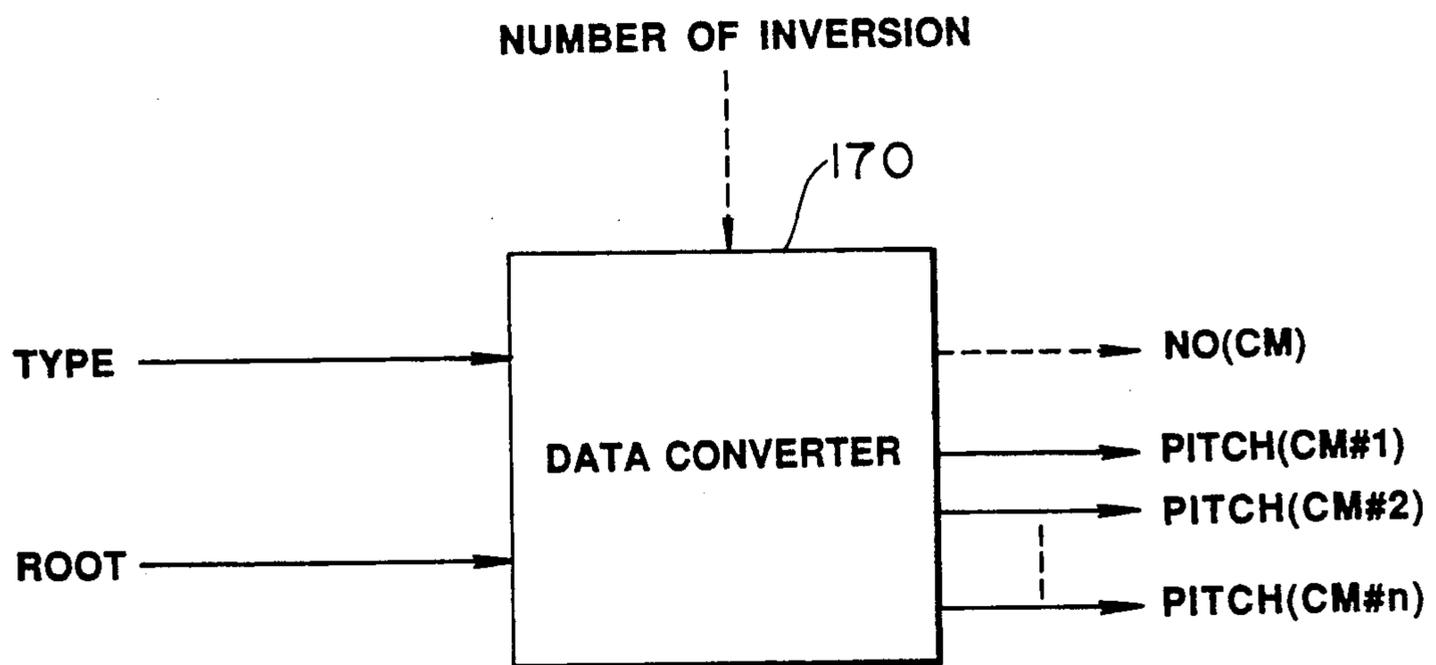 NUMBER OF INVERSION
170
TYPE
NO(CM)
DATA CONVERTER
PITCH(CM#1)
PITCH(CM#2)
ROOT
PITCH(CM#n)